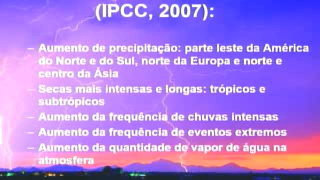 (IPCC, 2007):
– Aumento de precipitação: parte leste da América
do Norte e do Sul, norte da Europa e norte e
centro da Ásia
– Secas mais intensas e longas: trópicos e
subtrópicos
– Aumento da frequência de chuvas intensas
– Aumento da frequência de eventos extremos
– Aumento da quantidade de vapor de água na
atmosfera